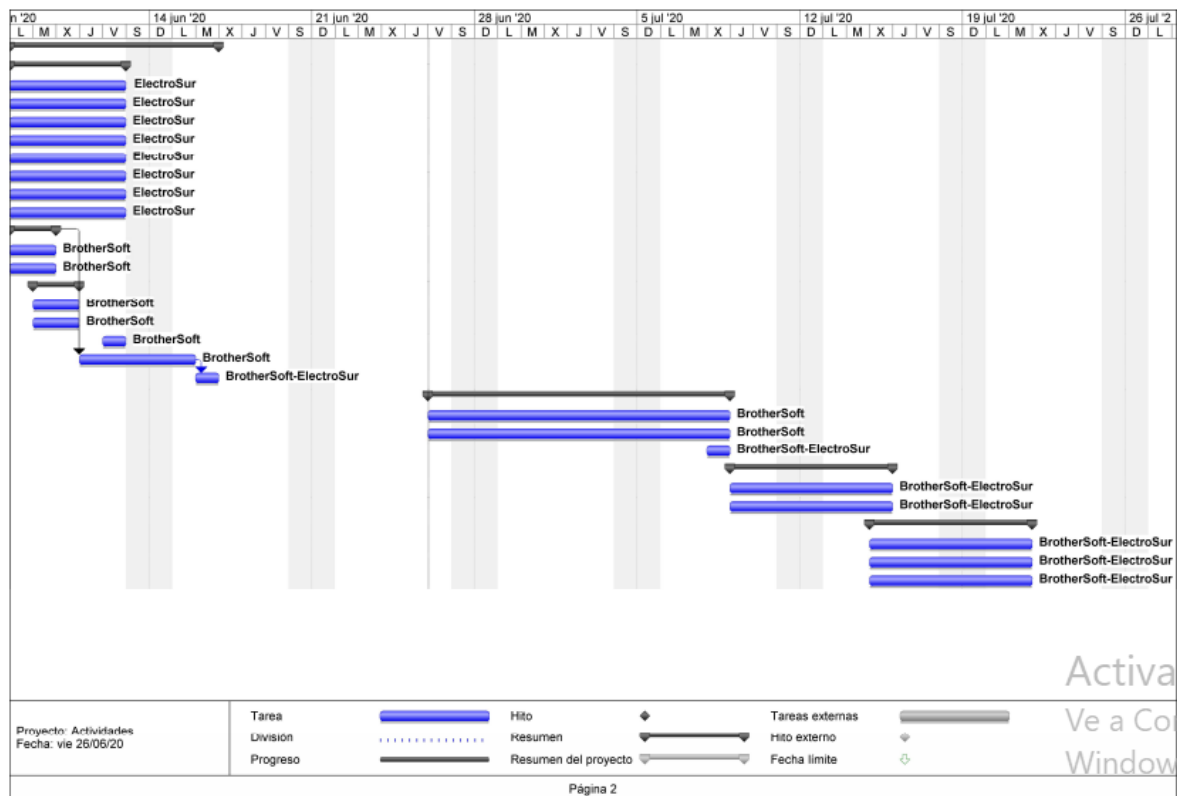 n '20 14 jun '20 21 jun '20 28 jun '20 5 jul '20 12 jul '20 19 jul '20 26 jul '2
L M X J V S D L M X J V S D L M X J V S D L M X J V S D L M X J V S D L M X J V S D L M X J V S D L
ElectroSur
ElectroSur
ElectroSur
ElectroSur
ElectroSur
ElectroSur
ElectroSur
ElectroSur
BrotherSoft
BrotherSoft
BrotherSoft
BrotherSoft
BrotherSoft
BrotherSoft
BrotherSoft-ElectroSur
BrotherSoft
BrotherSoft
BrotherSoft-ElectroSur
BrotherSoft-ElectroSur
BrotherSoft-ElectroSur
BrotherSoft-ElectroSur
BrotherSoft-ElectroSur
BrotherSoft-ElectroSur
Activa
Ve a Co
Window
Proyecto: Actividades
Fecha: vie 26/06/20
Tarea Hito Tareas externas
División Resumen Hito externo
Progreso Resumen del proyecto Fecha límite
Página 2